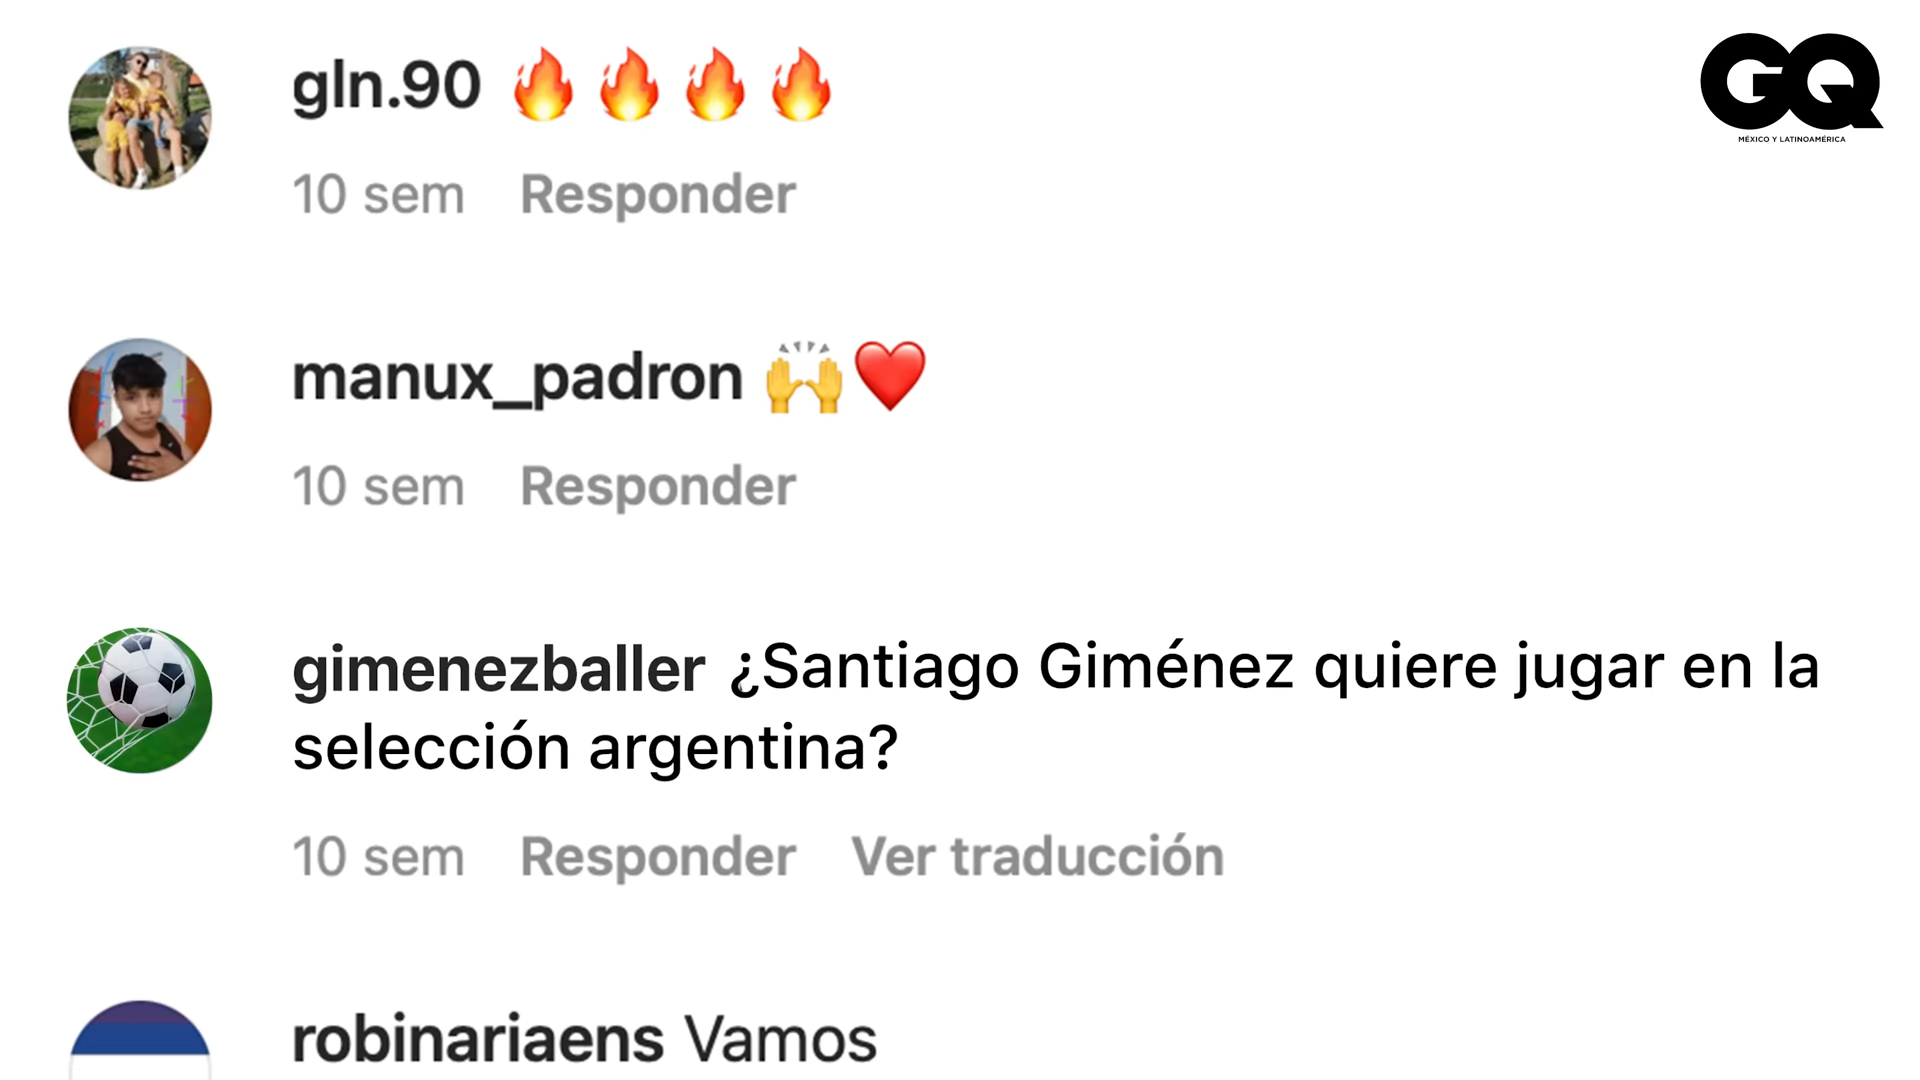 gln.90 🔥🔥🔥🔥
GQ
MÉXICO Y LATINOAMÉRICA
10 sem Responder
manux_padron 🙌❤️
10 sem Responder
gimenezballer ¿Santiago Giménez quiere jugar en la
selección argentina?
10 sem Responder Ver traducción
robinariaens Vamos